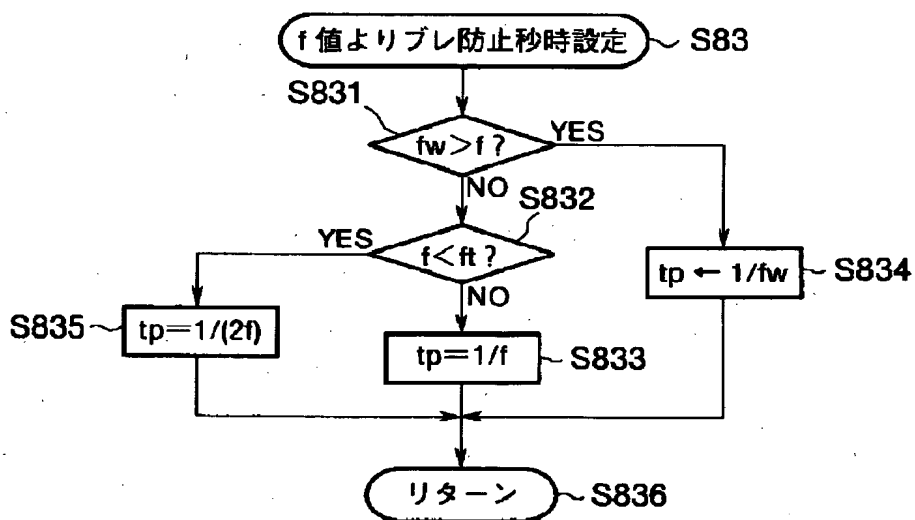 f値よりブレ防止秒時設定 S83
S831
fw>f? YES
NO
S832
YES
f<ft?
NO
tp ← 1/fw S834
S835 tp=1/(2f)
tp=1/f S833
リターン S836